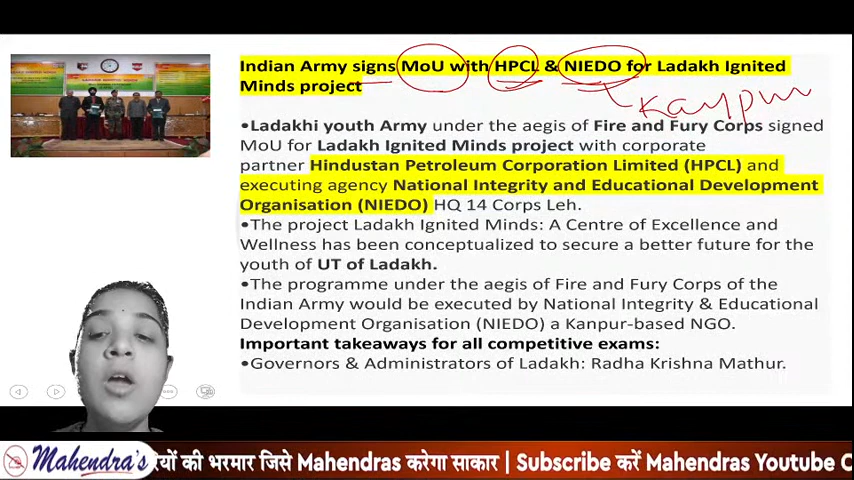 Indian Army signs MoU with HPCL & NIEDO for Ladakh Ignited
Minds project
Kanpur
•Ladakhi youth Army under the aegis of Fire and Fury Corps signed
MoU for Ladakh Ignited Minds project with corporate
partner Hindustan Petroleum Corporation Limited (HPCL) and
executing agency National Integrity and Educational Development
Organisation (NIEDO) HQ 14 Corps Leh.
•The project Ladakh Ignited Minds: A Centre of Excellence and
Wellness has been conceptualized to secure a better future for the
youth of UT of Ladakh.
•The programme under the aegis of Fire and Fury Corps of the
Indian Army would be executed by National Integrity & Educational
Development Organisation (NIEDO) a Kanpur-based NGO.
Important takeaways for all competitive exams:
•Governors & Administrators of Ladakh: Radha Krishna Mathur.
Mahendra's
यों की भरमार जिसे Mahendras करेगा साकार | Subscribe करें Mahendras Youtube C